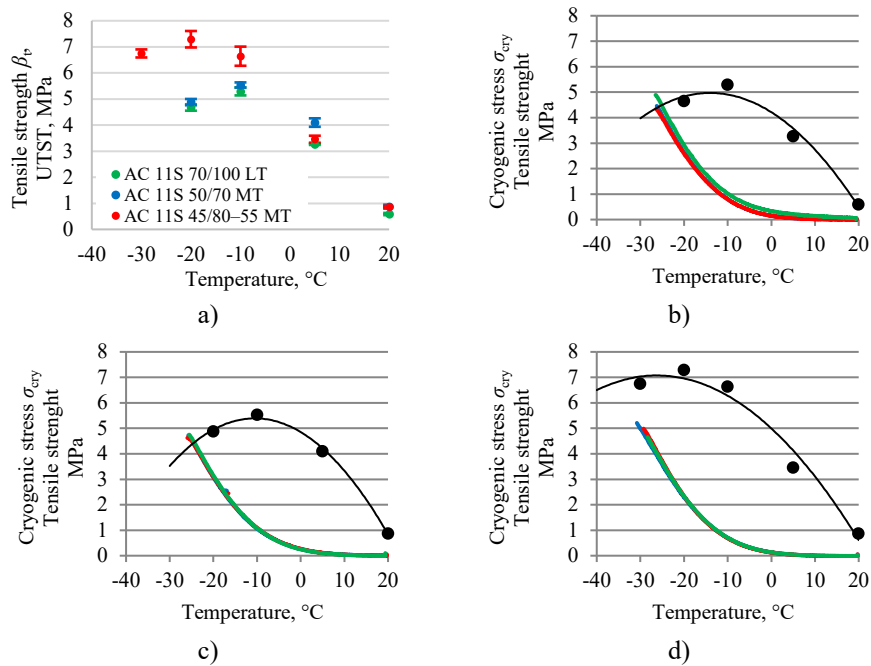 Tensile strength βt,
UTST, MPa
8
7
6
5
4
3
2
1
0
AC 11S 70/100 LT
AC 11S 50/70 MT
AC 11S 45/80–55 MT
-40 -30 -20 -10 0 10 20
Temperature, °C
a)
Cryogenic stress σcry
Tensile strenght
MPa
8
7
6
5
4
3
2
1
0
-40 -30 -20 -10 0 10 20
Temperature, °C
b)
Cryogenic stress σcry
Tensile strenght
MPa
8
7
6
5
4
3
2
1
0
-40 -30 -20 -10 0 10 20
Temperature, °C
c)
Cryogenic stress σcry
Tensile strenght
MPa
8
7
6
5
4
3
2
1
0
-40 -30 -20 -10 0 10 20
Temperature, °C
d)